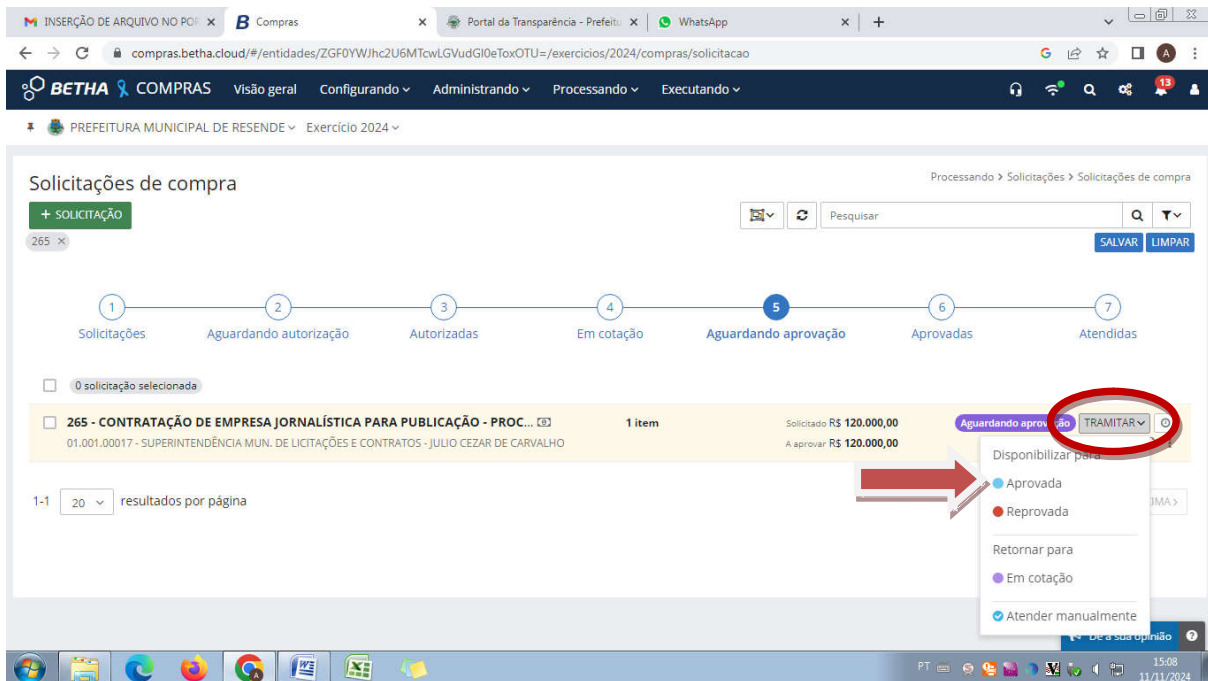 INSERÇÃO DE ARQUIVO NO POR
Compras
Portal da Transparência - Prefeitu
WhatsApp
compras.betha.cloud/#/entidades/ZGF0YWJhc2U6MTcwLGVudGl0eToxOTU=/exercicios/2024/compras/solicitacao
A
BETHA COMPRAS Visão geral Configurando Administrando Processando Executando
13
PREFEITURA MUNICIPAL DE RESENDE Exercício 2024
Solicitações de compra
Processando > Solicitações > Solicitações de compra
+ SOLICITAÇÃO
Pesquisar
265 ×
SALVAR LIMPAR
1 2 3 4 5 6 7
Solicitações Aguardando autorização Autorizadas Em cotação Aguardando aprovação Aprovadas Atendidas
0 solicitação selecionada
265 - CONTRATAÇÃO DE EMPRESA JORNALÍSTICA PARA PUBLICAÇÃO - PROC... 1 item Solicitado R$ 120.000,00 Aguardando aprovação TRAMITAR
01.001.00017 - SUPERINTENDÊNCIA MUN. DE LICITAÇÕES E CONTRATOS - JULIO CEZAR DE CARVALHO A aprovar R$ 120.000,00
Disponibilizar para
Aprovada
1-1 20 resultados por página
IMA >
Reprovada
Retornar para
Em cotação
Atender manualmente
Dê a sua opinião
PT
15:08
11/11/2024